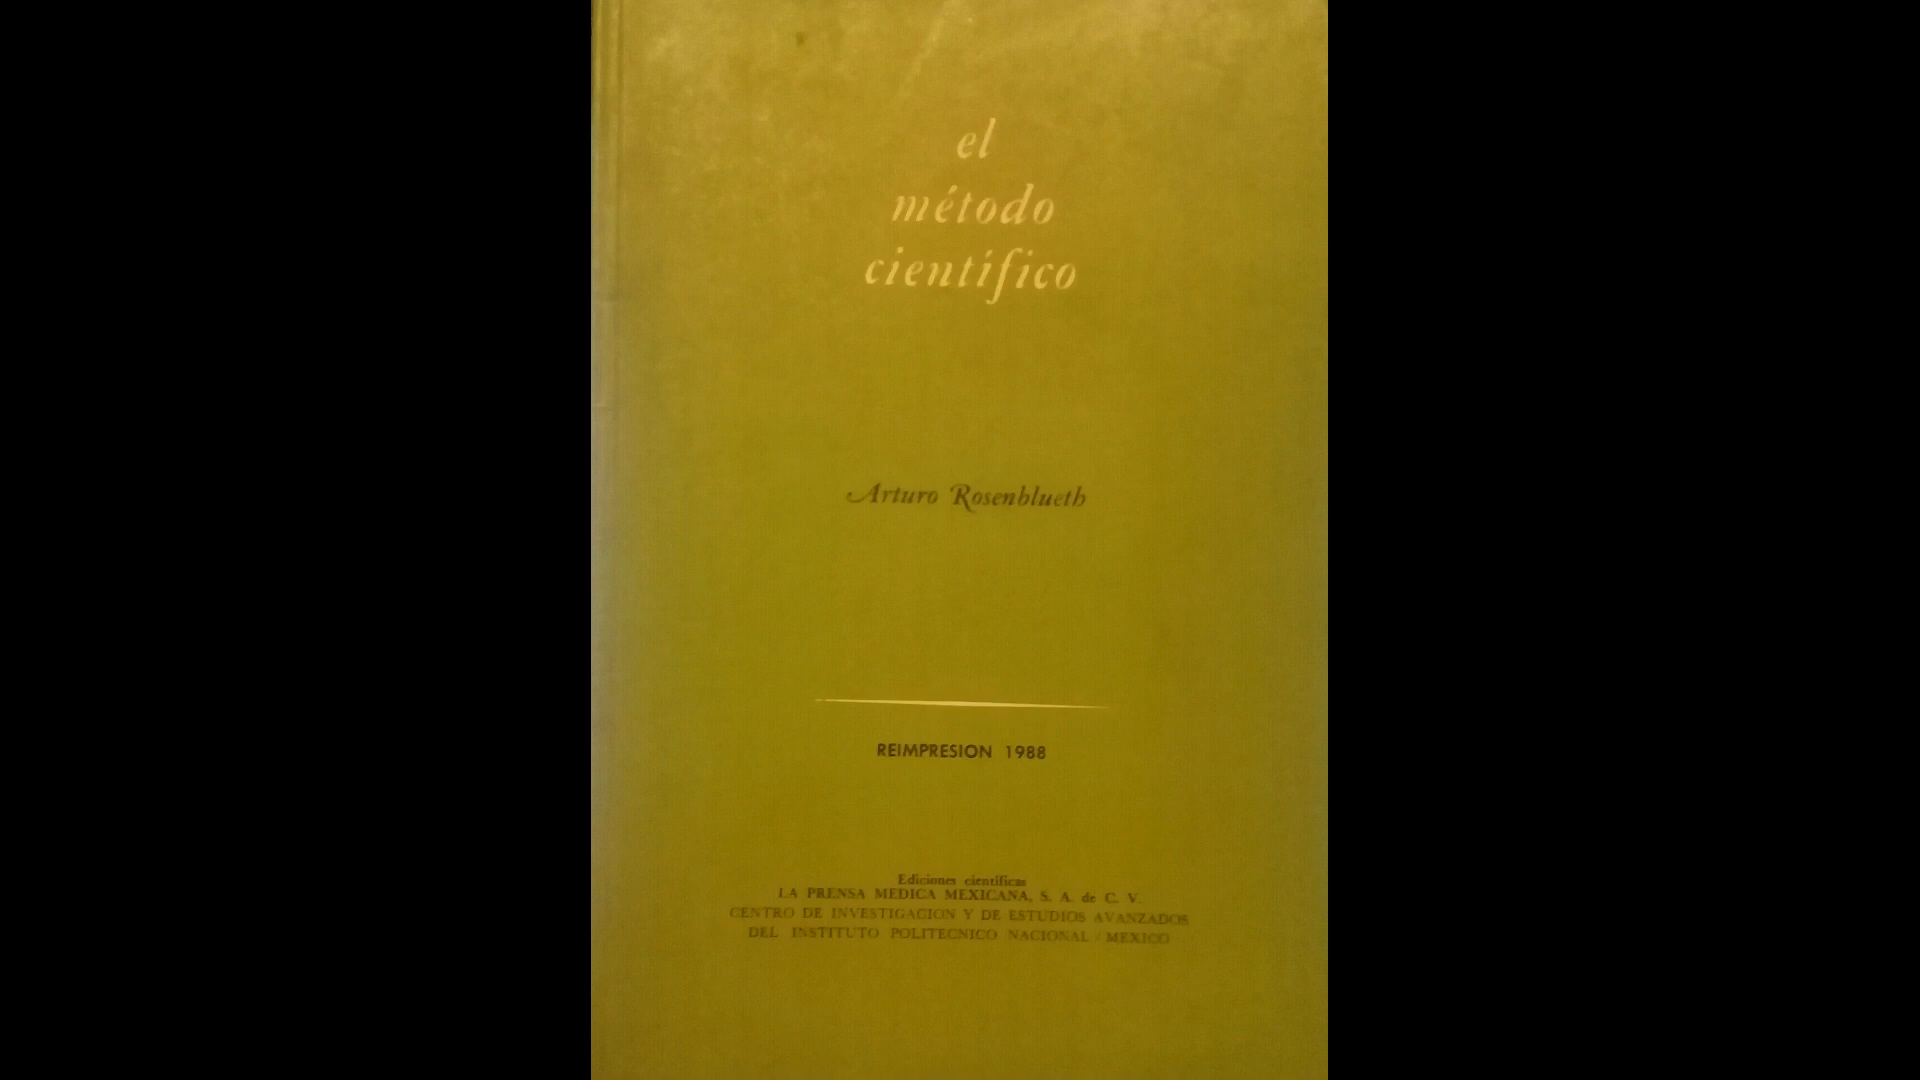 el
método
científico
Arturo Rosenblueth
REIMPRESION 1988
Ediciones científicas
LA PRENSA MEDICA MEXICANA, S. A. de C. V.
CENTRO DE INVESTIGACION Y DE ESTUDIOS AVANZADOS
DEL INSTITUTO POLITECNICO NACIONAL / MEXICO